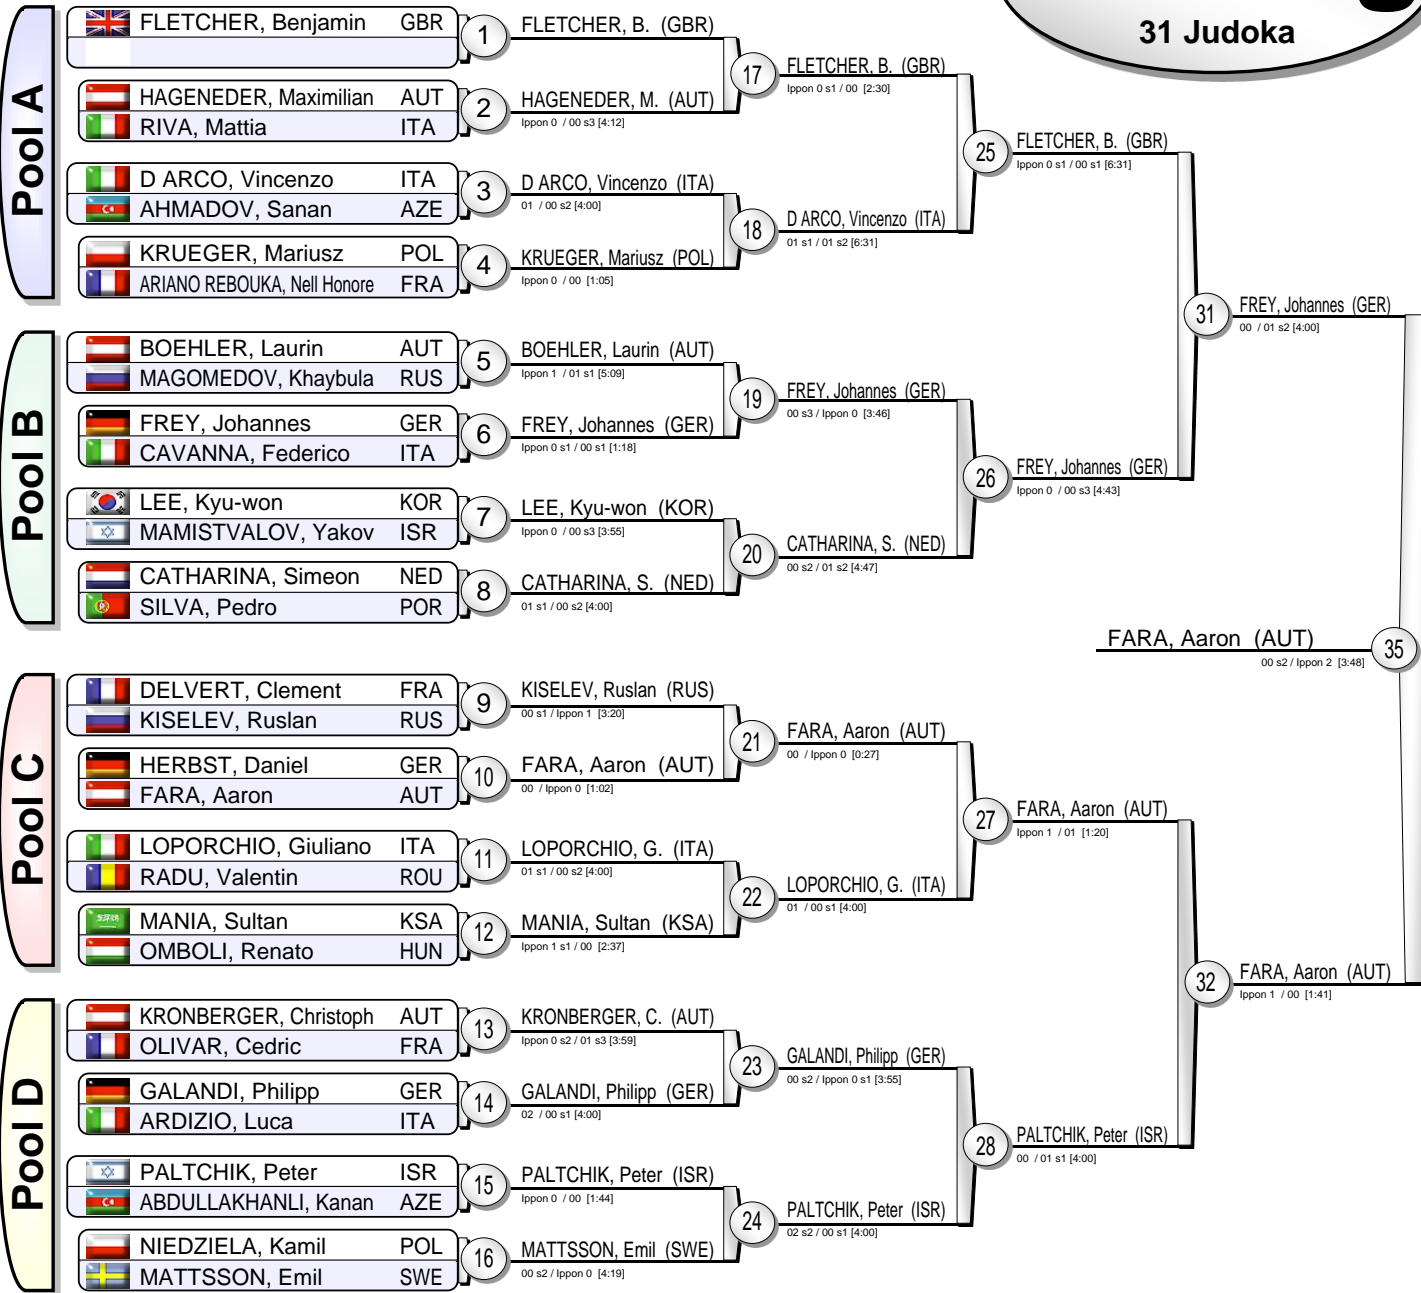 31 Judoka
Pool A
FLETCHER, Benjamin GBR
1
HAGENEDER, Maximilian AUT
RIVA, Mattia ITA
2
D ARCO, Vincenzo ITA
AHMADOV, Sanan AZE
3
KRUEGER, Mariusz POL
ARIANO REBOUKA, Nell Honore FRA
4
Pool B
BOEHLER, Laurin AUT
MAGOMEDOV, Khaybula RUS
5
FREY, Johannes GER
CAVANNA, Federico ITA
6
LEE, Kyu-won KOR
MAMISTVALOV, Yakov ISR
7
CATHARINA, Simeon NED
SILVA, Pedro POR
8
Pool C
DELVERT, Clement FRA
KISELEV, Ruslan RUS
9
HERBST, Daniel GER
FARA, Aaron AUT
10
LOPORCHIO, Giuliano ITA
RADU, Valentin ROU
11
MANIA, Sultan KSA
OMBOLI, Renato HUN
12
Pool D
KRONBERGER, Christoph AUT
OLIVAR, Cedric FRA
13
GALANDI, Philipp GER
ARDIZIO, Luca ITA
14
PALTCHIK, Peter ISR
ABDULLAKHANLI, Kanan AZE
15
NIEDZIELA, Kamil POL
MATTSSON, Emil SWE
16
FLETCHER, B. (GBR)
HAGENEDER, M. (AUT)
Ippon 0 / 00 s3 [4:12]
17
D ARCO, Vincenzo (ITA)
01 / 00 s2 [4:00]
KRUEGER, Mariusz (POL)
Ippon 0 / 00 [1:05]
18
BOEHLER, Laurin (AUT)
Ippon 1 / 01 s1 [5:09]
FREY, Johannes (GER)
Ippon 0 s1 / 00 s1 [1:18]
19
LEE, Kyu-won (KOR)
Ippon 0 / 00 s3 [3:55]
CATHARINA, S. (NED)
01 s1 / 00 s2 [4:00]
20
KISELEV, Ruslan (RUS)
00 s1 / Ippon 1 [3:20]
FARA, Aaron (AUT)
00 / Ippon 0 [1:02]
21
LOPORCHIO, G. (ITA)
01 s1 / 00 s2 [4:00]
MANIA, Sultan (KSA)
Ippon 1 s1 / 00 [2:37]
22
KRONBERGER, C. (AUT)
Ippon 0 s2 / 01 s3 [3:59]
GALANDI, Philipp (GER)
02 / 00 s1 [4:00]
23
PALTCHIK, Peter (ISR)
Ippon 0 / 00 [1:44]
MATTSSON, Emil (SWE)
00 s2 / Ippon 0 [4:19]
24
FLETCHER, B. (GBR)
Ippon 0 s1 / 00 [2:30]
D ARCO, Vincenzo (ITA)
01 s1 / 01 s2 [6:31]
25
FREY, Johannes (GER)
00 s3 / Ippon 0 [3:46]
CATHARINA, S. (NED)
00 s2 / 01 s2 [4:47]
26
FARA, Aaron (AUT)
00 / Ippon 0 [0:27]
LOPORCHIO, G. (ITA)
01 / 00 s1 [4:00]
27
GALANDI, Philipp (GER)
00 s2 / Ippon 0 s1 [3:55]
PALTCHIK, Peter (ISR)
02 s2 / 00 s1 [4:00]
28
FLETCHER, B. (GBR)
Ippon 0 s1 / 00 s1 [6:31]
FREY, Johannes (GER)
Ippon 0 / 00 s3 [4:43]
31
FARA, Aaron (AUT)
Ippon 1 / 01 [1:20]
PALTCHIK, Peter (ISR)
00 / 01 s1 [4:00]
32
FREY, Johannes (GER)
00 / 01 s2 [4:00]
FARA, Aaron (AUT)
Ippon 1 / 00 [1:41]
35
FARA, Aaron (AUT)
00 s2 / Ippon 2 [3:48]